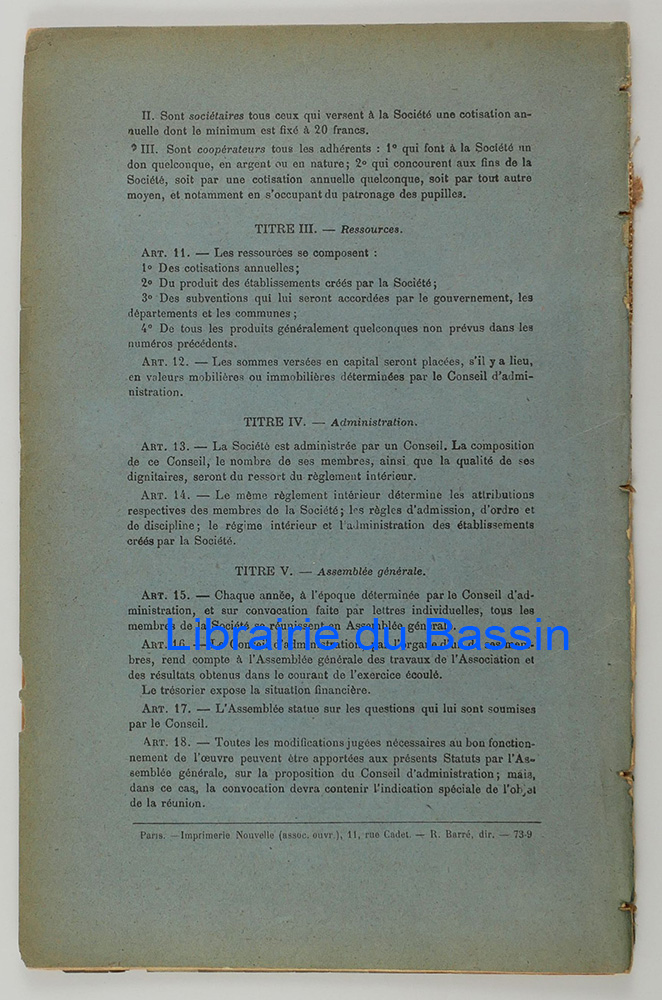 II. Sont sociétaires tous ceux qui versent à la Société une cotisation an-
nuelle dont le minimum est fixé à 20 francs.
III. Sont coopérateurs tous les adhérents : 1º qui font à la Société un
don quelconque, en argent ou en nature; 2º qui concourent aux fins de la
Société, soit par une cotisation annuelle quelconque, soit par tout autre
moyen, et notamment en s'occupant du patronage des pupilles.
TITRE III. — Ressources.
ART. 11. — Les ressources se composent :
1º Des cotisations annuelles;
2º Du produit des établissements créés par la Société;
3º Des subventions qui lui seront accordées par le gouvernement, les
départements et les communes;
4º De tous les produits généralement quelconques non prévus dans les
numéros précédents.
ART. 12. — Les sommes versées en capital seront placées, s'il y a lieu,
en valeurs mobilières ou immobilières déterminées par le Conseil d'admi-
nistration.
TITRE IV. — Administration.
ART. 13. — La Société est administrée par un Conseil. La composition
de ce Conseil, le nombre de ses membres, ainsi que la qualité de ses
dignitaires, seront du ressort du règlement intérieur.
ART. 14. — Le même règlement intérieur détermine les attributions
respectives des membres de la Société; les règles d'admission, d'ordre et
de discipline; le régime intérieur et l'administration des établissements
créés par la Société.
TITRE V. — Assemblée générale.
ART. 15. — Chaque année, à l'époque déterminée par le Conseil d'ad-
ministration, et sur convocation faite par lettres individuelles, tous les
membres de la Société se réunissent en Assemblée générale.
Librairie du Bassin
ART. 16. — Le Conseil d'administration, par l'organe d'un de ses mem-
bres, rend compte à l'Assemblée générale des travaux de l'Association et
des résultats obtenus dans le courant de l'exercice écoulé.
Le trésorier expose la situation financière.
ART. 17. — L'Assemblée statue sur les questions qui lui sont soumises
par le Conseil.
ART. 18. — Toutes les modifications jugées nécessaires au bon fonction-
nement de l'œuvre peuvent être apportées aux présents Statuts par l'As-
semblée générale, sur la proposition du Conseil d'administration; mais,
dans ce cas, la convocation devra contenir l'indication spéciale de l'objet
de la réunion.
Paris. — Imprimerie Nouvelle (assoc. ouvr.), 11, rue Cadet. — R. Barré, dir. — 73-9